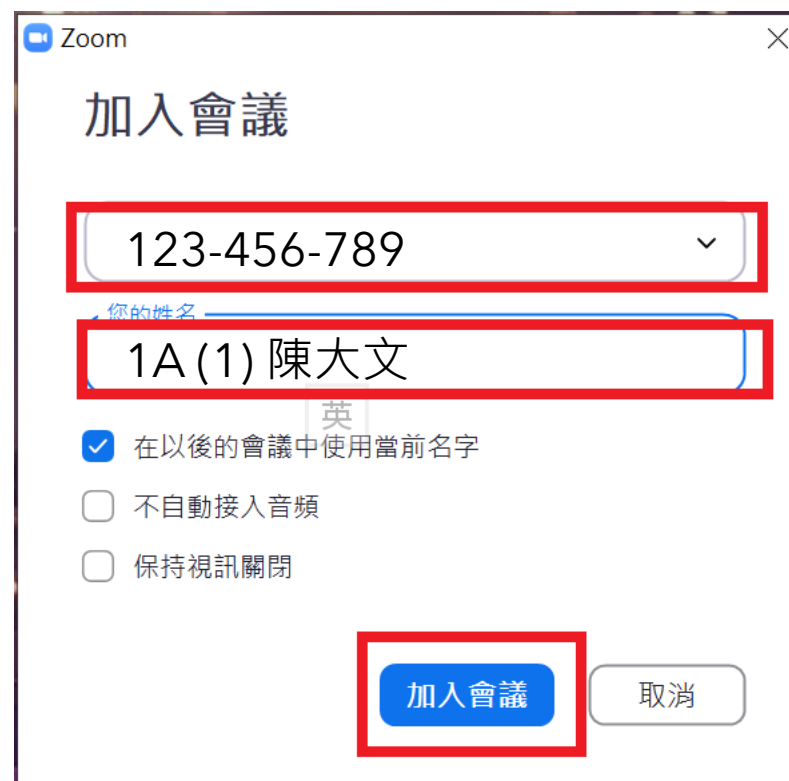 Zoom
加入會議
123-456-789
您的姓名
1A (1) 陳大文
英
在以後的會議中使用當前名字
不自動接入音頻
保持視訊關閉
加入會議 取消